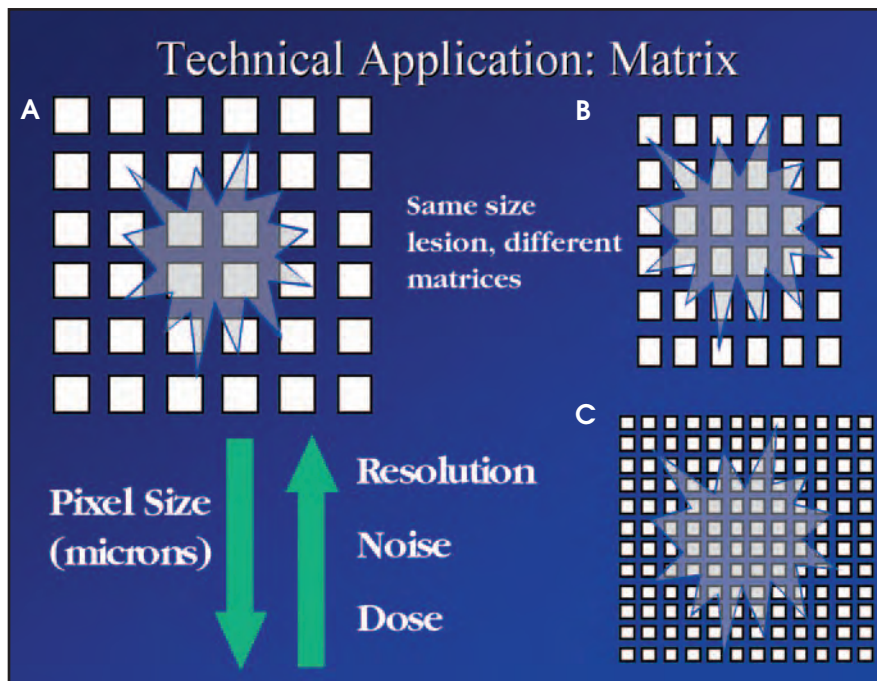 Technical Application: Matrix
A
B
Same size
lesion, different
matrices
C
Pixel Size
(microns)
Resolution
Noise
Dose